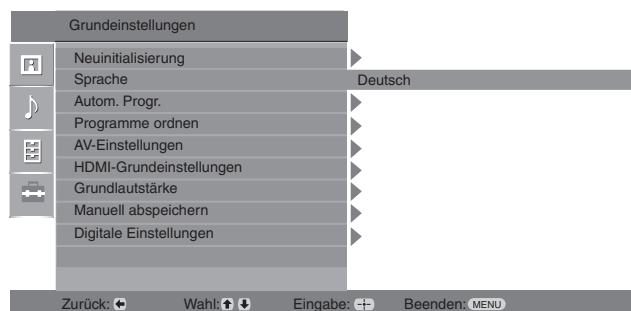 Grundeinstellungen
Neuinitialisierung
Sprache Deutsch
Autom. Progr.
Programme ordnen
AV-Einstellungen
HDMI-Grundeinstellungen
Grundlautstärke
Manuell abspeichern
Digitale Einstellungen
Zurück: Wahl: Eingabe: Beenden: MENU